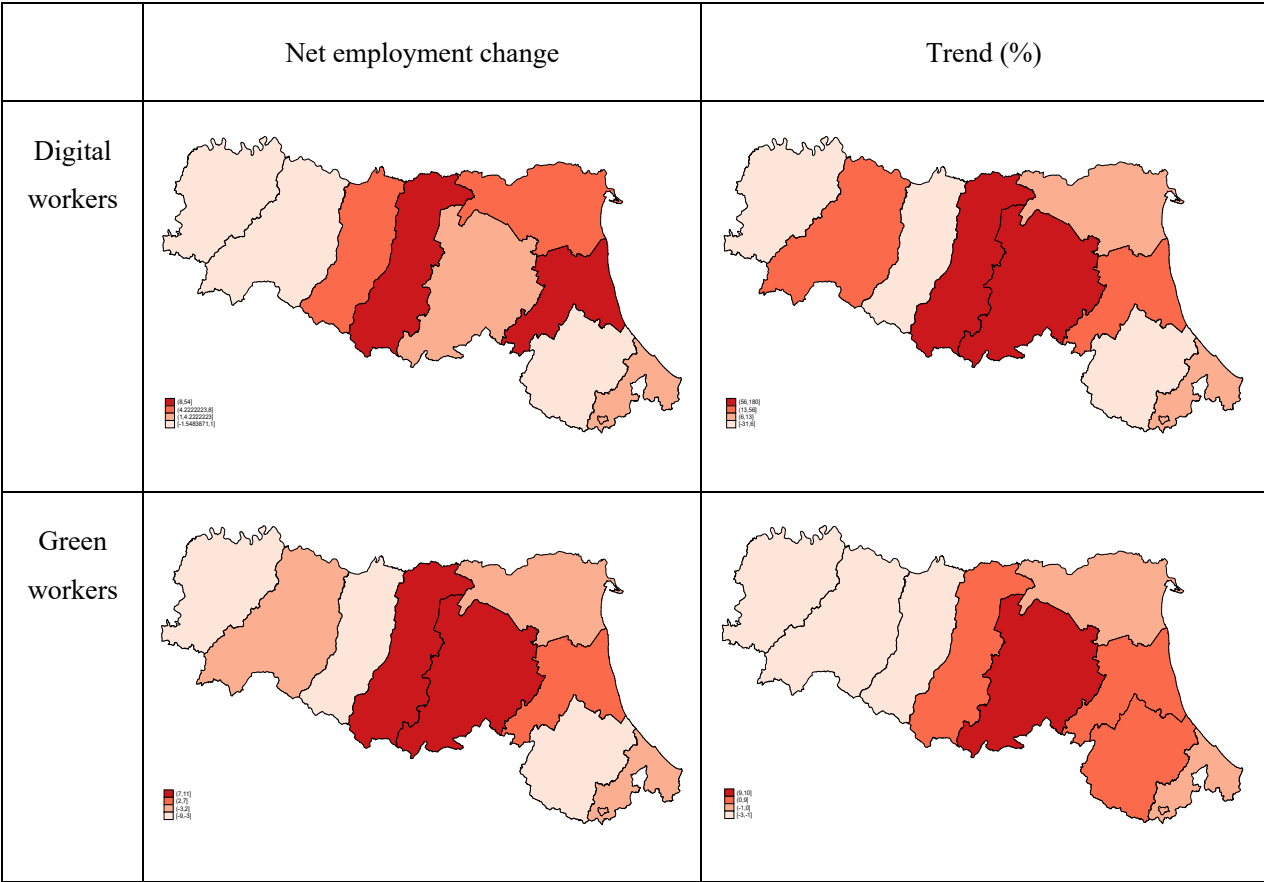 Net employment change
Trend (%)
Digital
workers
(8,54]
(4.2222223,8]
(1,4.2222223]
[-1.5483871,1]
(56,180]
(13,56]
(6,13]
[-31,6]
Green
workers
(7,11]
(2,7]
(-3,2]
[-9,-3]
(9,10]
(0,9]
(-1,0]
[-3,-1]